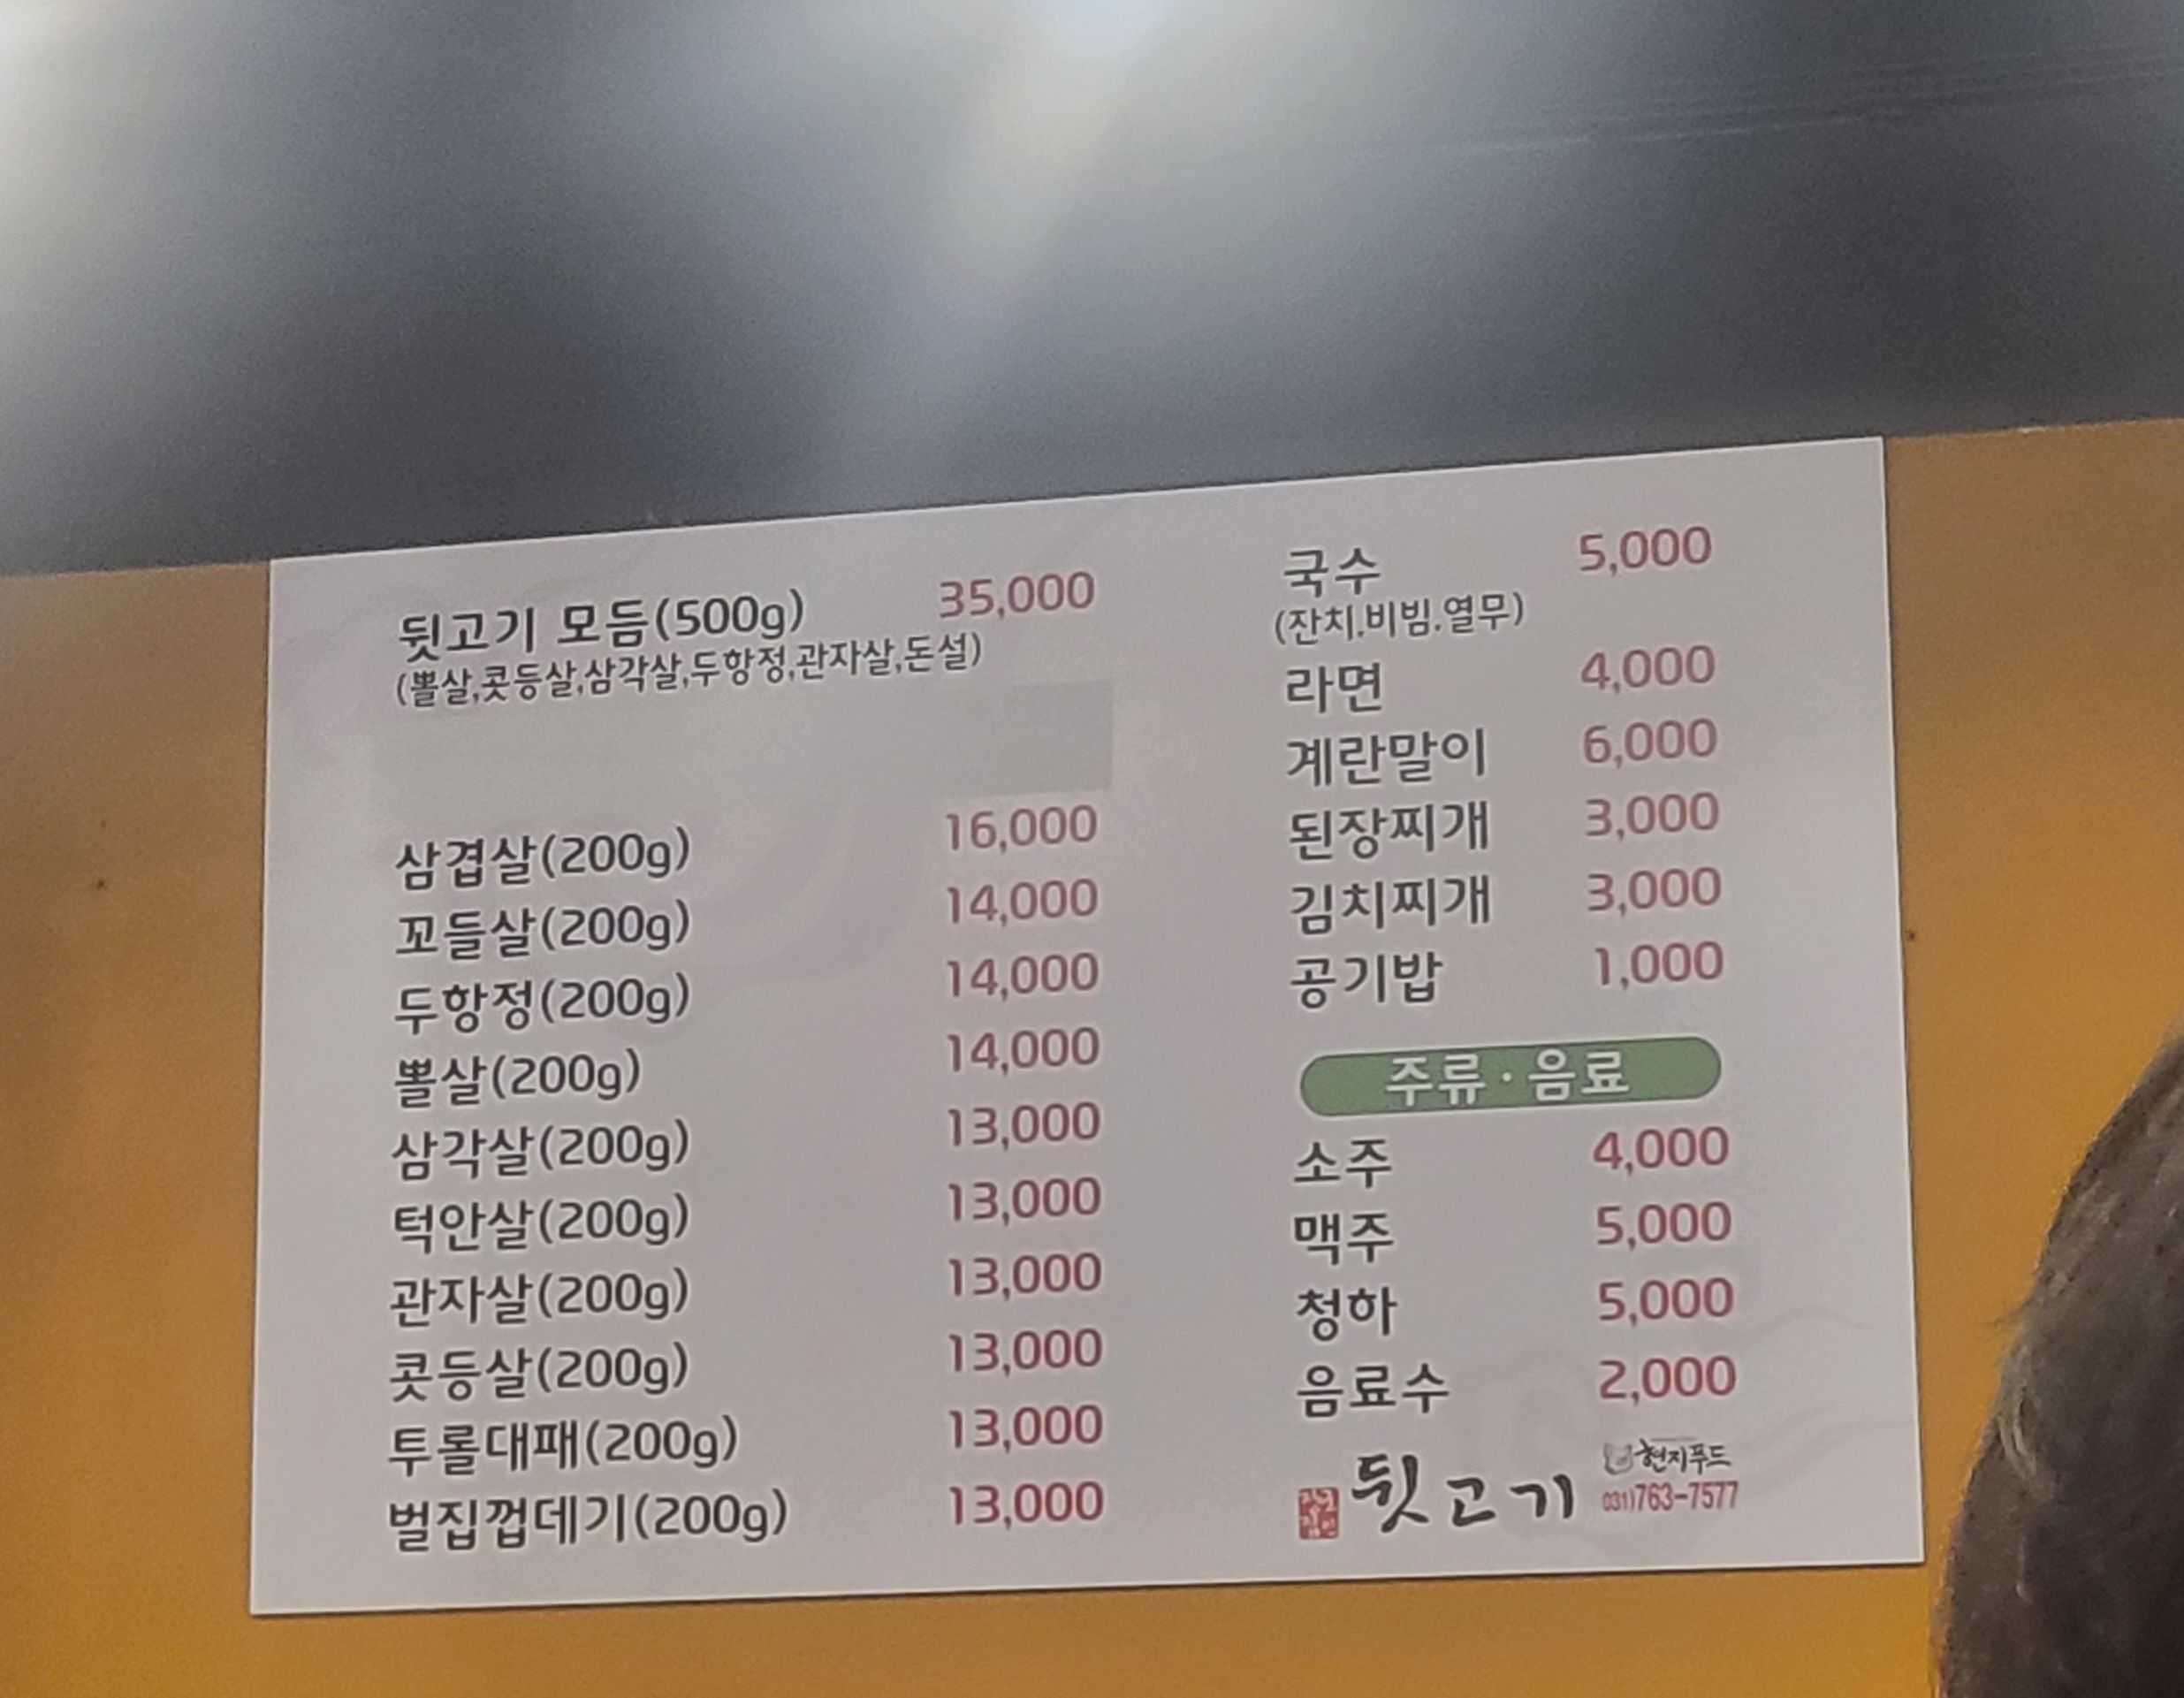 뒷고기 모듬(500g) 35,000
(뽈살,콧등살,삼각살,두항정,관자살,돈설)
삼겹살(200g) 16,000
꼬들살(200g) 14,000
두항정(200g) 14,000
뽈살(200g) 14,000
삼각살(200g) 13,000
턱안살(200g) 13,000
관자살(200g) 13,000
콧등살(200g) 13,000
투롤대패(200g) 13,000
벌집껍데기(200g) 13,000
국수 5,000
(잔치.비빔.열무)
라면 4,000
계란말이 6,000
된장찌개 3,000
김치찌개 3,000
공기밥 1,000
주류·음료
소주 4,000
맥주 5,000
청하 5,000
음료수 2,000
뒷고기
현지푸드
031)763-7577